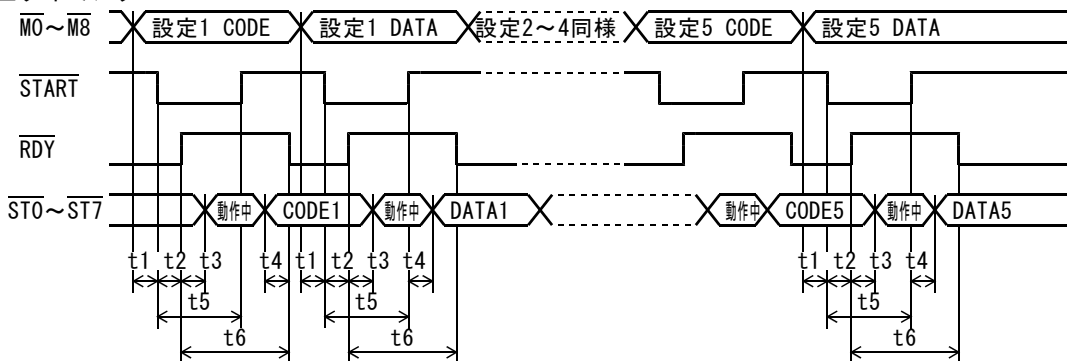 M0～M8 設定1 CODE 設定1 DATA 設定2～4同様 設定5 CODE 設定5 DATA
START
RDY
ST0～ST7 動作中 CODE1 動作中 DATA1 動作中 CODE5 動作中 DATA5
t1 t2 t3 t4 t1 t2 t3 t4 t1 t2 t3 t4
t5 t5 t5
t6 t6 t6